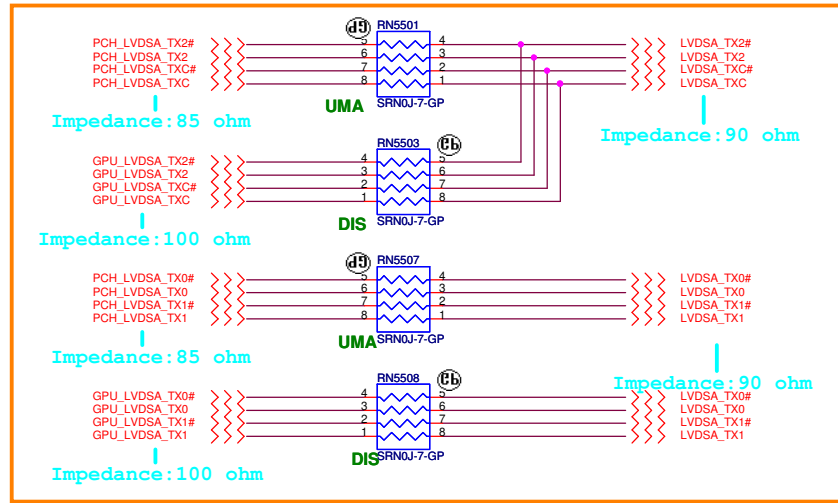 RN5501
PCH_LVDSA_TX2# 5 4 LVDSA_TX2#
PCH_LVDSA_TX2 6 3 LVDSA_TX2
PCH_LVDSA_TXC# 7 2 LVDSA_TXC#
PCH_LVDSA_TXC 8 1 LVDSA_TXC
UMA SRN0J-7-GP
Impedance:85 ohm
Impedance:90 ohm
RN5503
GPU_LVDSA_TX2# 4 5
GPU_LVDSA_TX2 3 6
GPU_LVDSA_TXC# 2 7
GPU_LVDSA_TXC 1 8
DIS SRN0J-7-GP
Impedance:100 ohm
RN5507
PCH_LVDSA_TX0# 5 4 LVDSA_TX0#
PCH_LVDSA_TX0 6 3 LVDSA_TX0
PCH_LVDSA_TX1# 7 2 LVDSA_TX1#
PCH_LVDSA_TX1 8 1 LVDSA_TX1
UMA SRN0J-7-GP
Impedance:85 ohm
Impedance:90 ohm
RN5508
GPU_LVDSA_TX0# 4 5 LVDSA_TX0#
GPU_LVDSA_TX0 3 6 LVDSA_TX0
GPU_LVDSA_TX1# 2 7 LVDSA_TX1#
GPU_LVDSA_TX1 1 8 LVDSA_TX1
DIS SRN0J-7-GP
Impedance:100 ohm